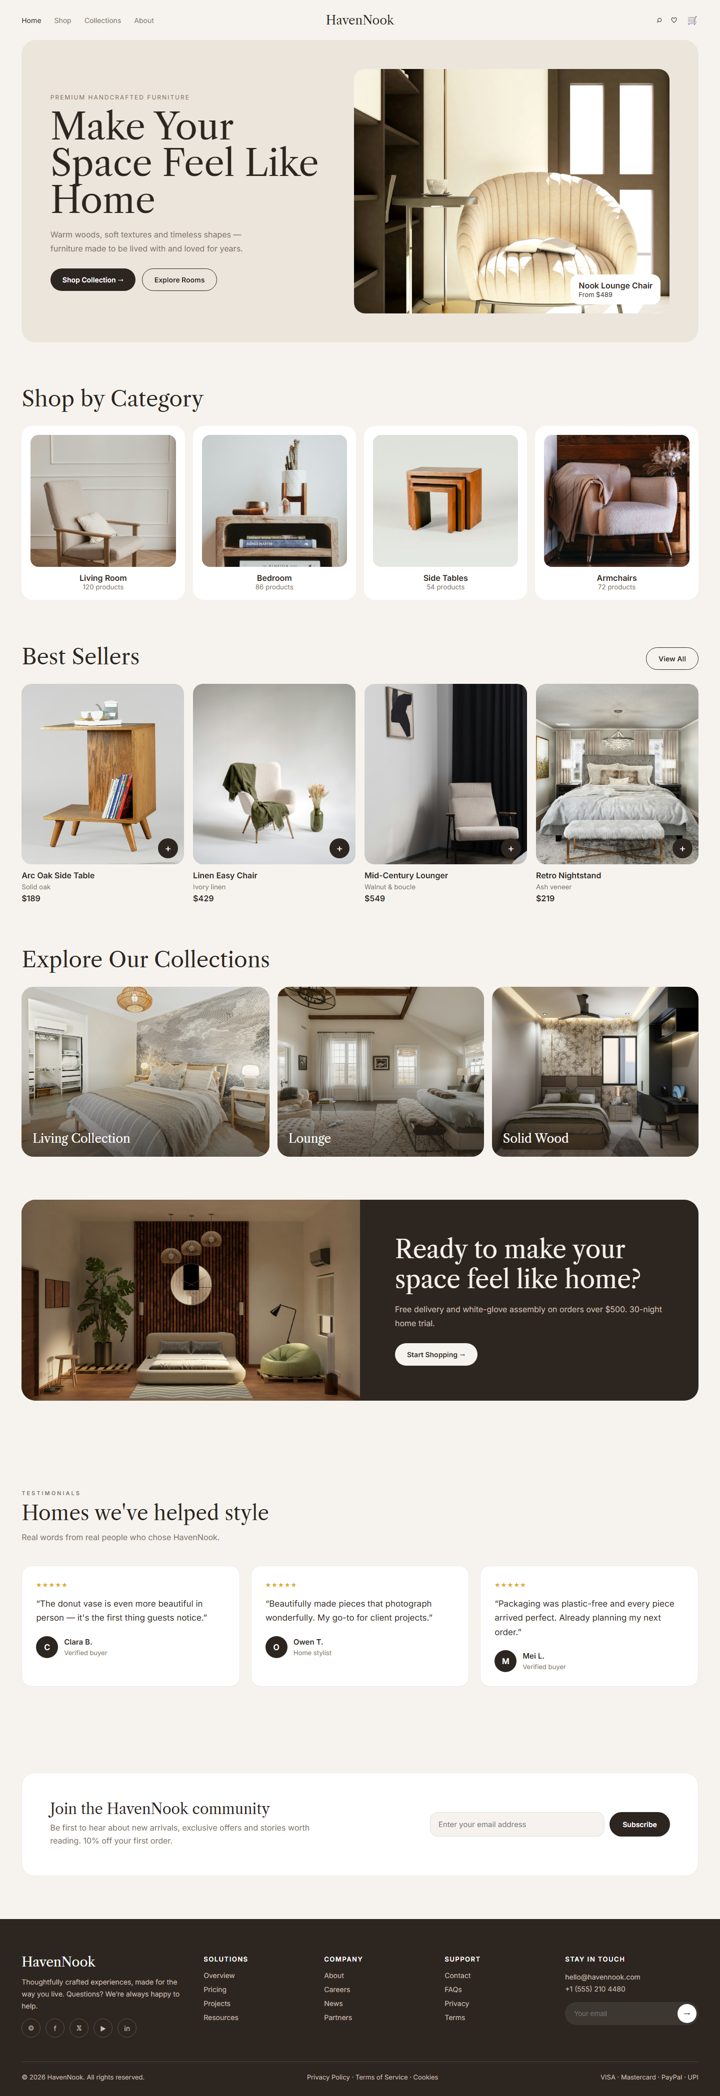 Home Shop Collections About
HavenNook
PREMIUM HANDCRAFTED FURNITURE
Make Your
Space Feel Like
Home
Warm woods, soft textures and timeless shapes —
furniture made to be lived with and loved for years.
Shop Collection →
Explore Rooms
Nook Lounge Chair
From $489
Shop by Category
Living Room
120 products
Bedroom
86 products
Side Tables
54 products
Armchairs
72 products
Best Sellers
View All
+
Arc Oak Side Table
Solid oak
$189
+
Linen Easy Chair
Ivory linen
$429
+
Mid-Century Lounger
Walnut & boucle
$549
+
Retro Nightstand
Ash veneer
$219
Explore Our Collections
Living Collection
Lounge
Solid Wood
Ready to make your
space feel like home?
Free delivery and white-glove assembly on orders over $500. 30-night
home trial.
Start Shopping →
TESTIMONIALS
Homes we've helped style
Real words from real people who chose HavenNook.
★★★★★
“The donut vase is even more beautiful in
person — it's the first thing guests notice.”
C
Clara B.
Verified buyer
★★★★★
“Beautifully made pieces that photograph
wonderfully. My go-to for client projects.”
O
Owen T.
Home stylist
★★★★★
“Packaging was plastic-free and every piece
arrived perfect. Already planning my next
order.”
M
Mei L.
Verified buyer
Join the HavenNook community
Be first to hear about new arrivals, exclusive offers and stories worth
reading. 10% off your first order.
Enter your email address
Subscribe
HavenNook
Thoughtfully crafted experiences, made for the
way you live. Questions? We're always happy to
help.
f 𝕏 ▶ in
SOLUTIONS
Overview
Pricing
Projects
Resources
COMPANY
About
Careers
News
Partners
SUPPORT
Contact
FAQs
Privacy
Terms
STAY IN TOUCH
hello@havennook.com
+1 (555) 210 4480
Your email
→
© 2026 HavenNook. All rights reserved.
Privacy Policy · Terms of Service · Cookies
VISA · Mastercard · PayPal · UPI